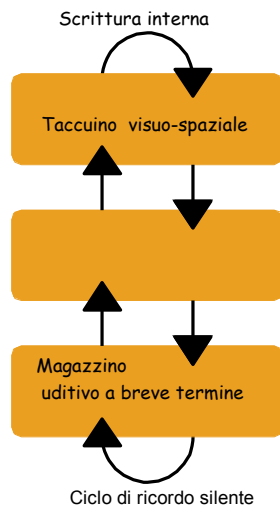 Scrittura interna
Taccuino visuo-spaziale
Magazzino
uditivo a breve termine
Ciclo di ricordo silente